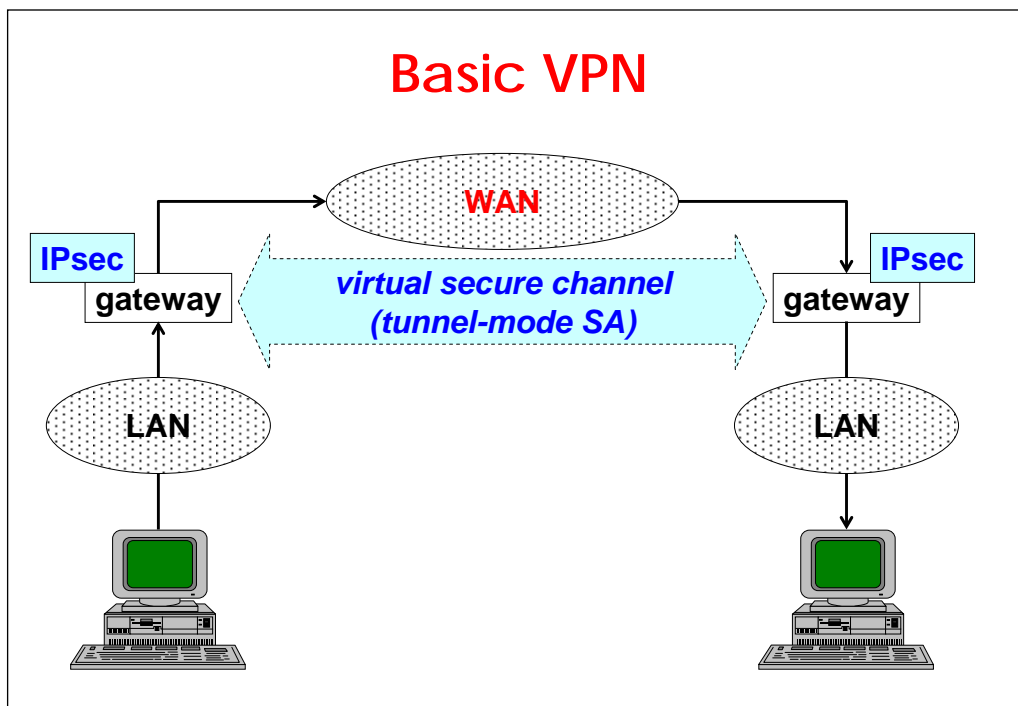 Basic VPN
WAN
IPsec
gateway
virtual secure channel
(tunnel-mode SA)
IPsec
gateway
LAN
LAN